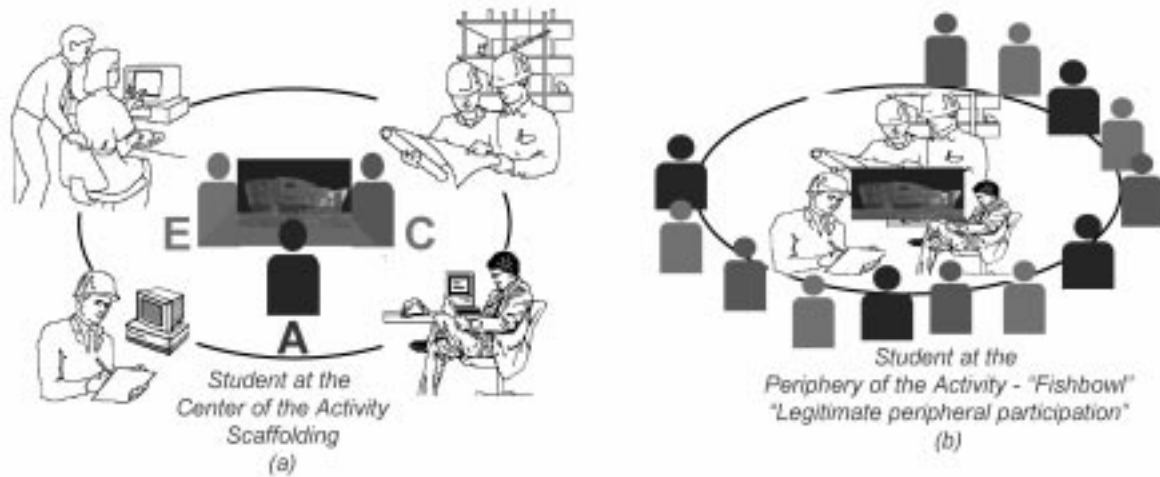 E
C
A
Student at the
Center of the Activity
Scaffolding
(a)
Student at the
Periphery of the Activity - “Fishbowl”
“Legitimate peripheral participation”
(b)